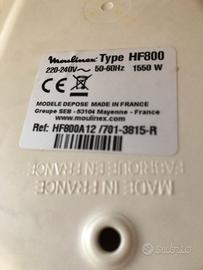 Moulinex Type HF800
220-240V~ 50-60Hz 1550 W
CE
MODELE DEPOSE MADE IN FRANCE
Groupe SEB - 53104 Mayenne - France
www.moulinex.com
Ref: HF800A12 /701-3815-R
MADE IN FRANCE
FABRIQUE EN FRANCE
subito